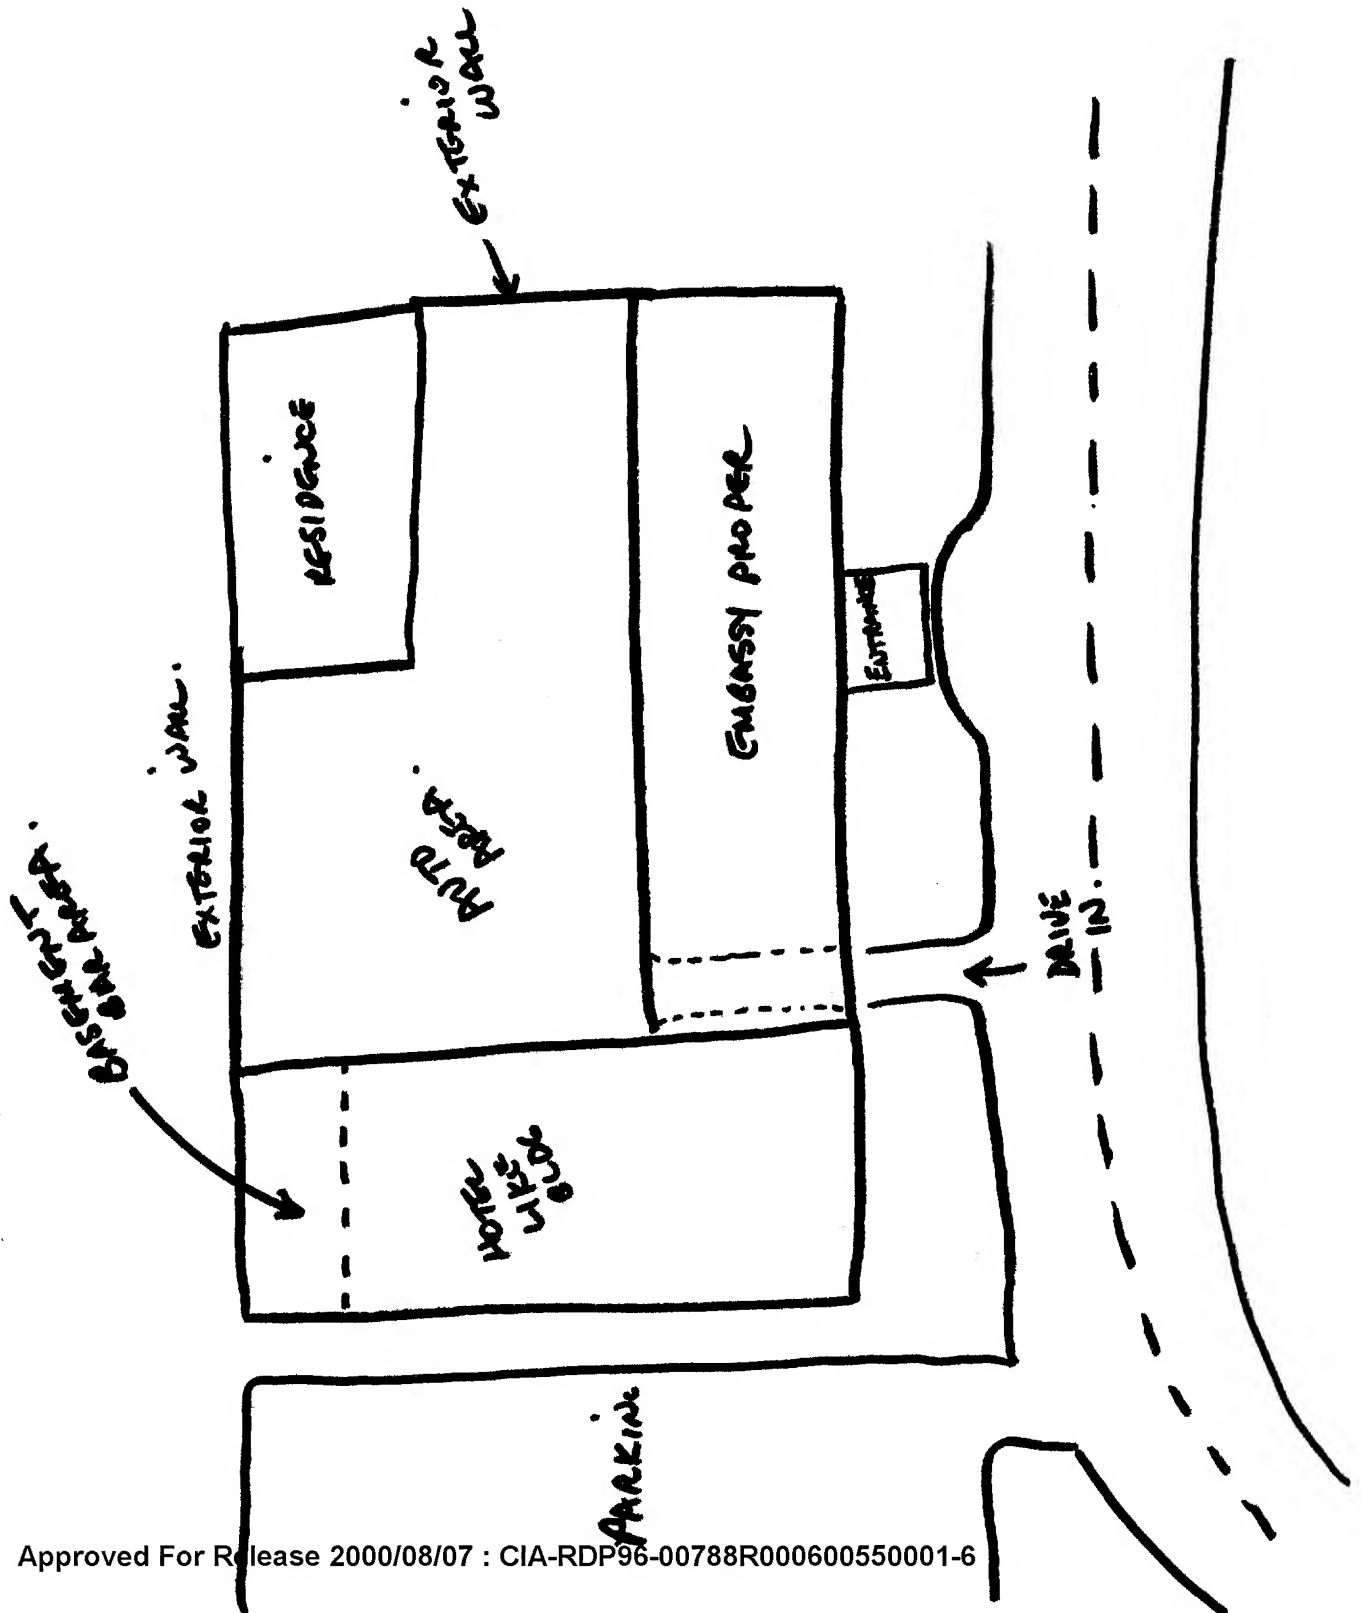 EXTERIOR
WALL
RESIDENCE
EMBASSY PROPER
ENTRANCE
EXTERIOR WALL.
AUTO
AREA
BASEMENT
BAR AREA.
DRIVE
IN.
HOTEL
LIKE
BLDG
PARKING
Approved For Release 2000/08/07 : CIA-RDP96-00788R000600550001-6